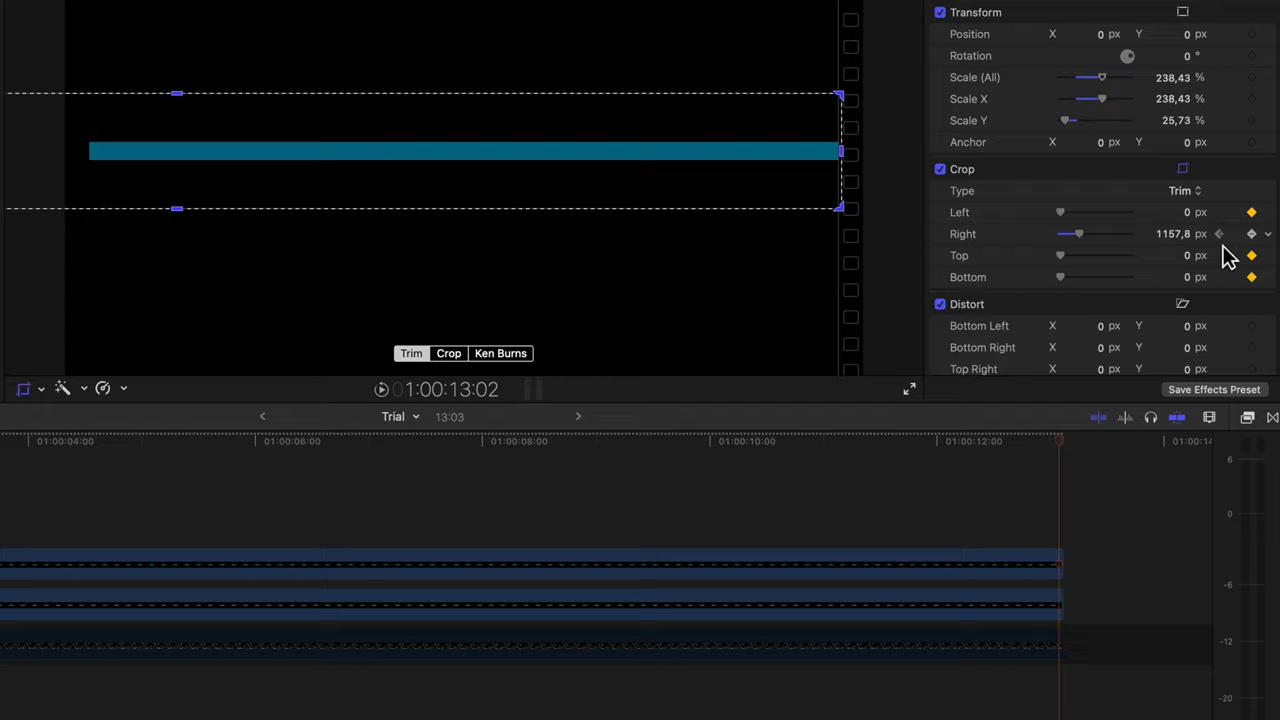 Transform
Position X 0 px Y 0 px
Rotation 0 °
Scale (All) 238,43 %
Scale X 238,43 %
Scale Y 25,73 %
Anchor X 0 px Y 0 px
Crop
Type Trim
Left 0 px
Right 1157,8 px
Top 0 px
Bottom 0 px
Distort
Bottom Left X 0 px Y 0 px
Bottom Right X 0 px Y 0 px
Top Right X 0 px Y 0 px
Trim Crop Ken Burns
1:00:13:02
Save Effects Preset
Trial 13:03
01:00:04:00 01:00:06:00 01:00:08:00 01:00:10:00 01:00:12:00 01:00:14
6
0
-6
-12
-20